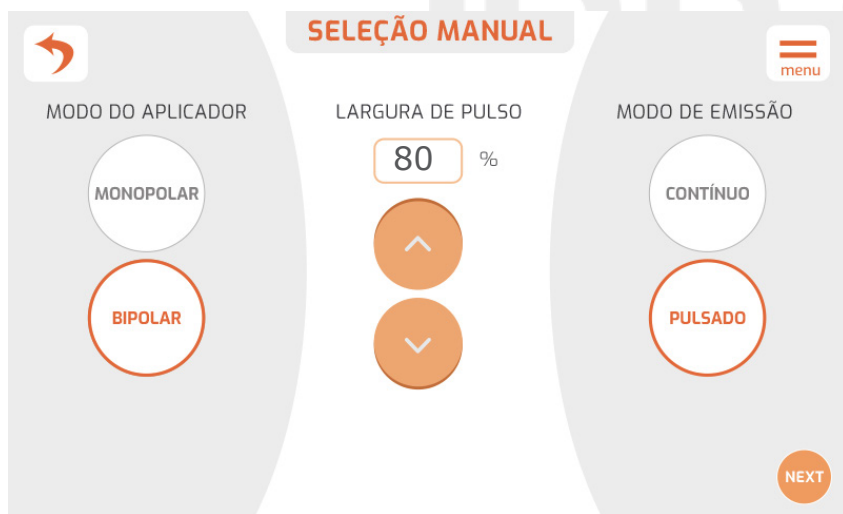 SELEÇÃO MANUAL
menu
MODO DO APLICADOR
MONOPOLAR
BIPOLAR
LARGURA DE PULSO
80 %
MODO DE EMISSÃO
CONTÍNUO
PULSADO
NEXT